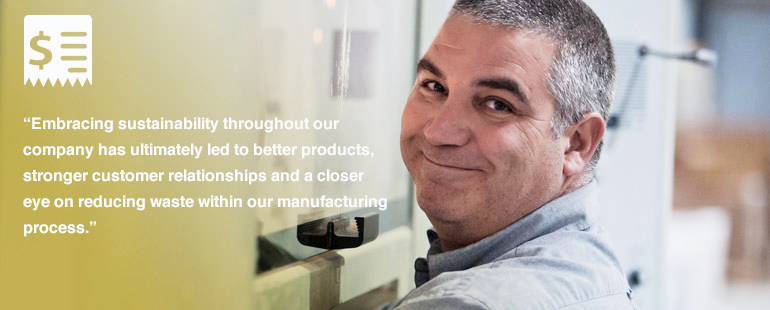 $
“Embracing sustainability throughout our
company has ultimately led to better products,
stronger customer relationships and a closer
eye on reducing waste within our manufacturing
process.”